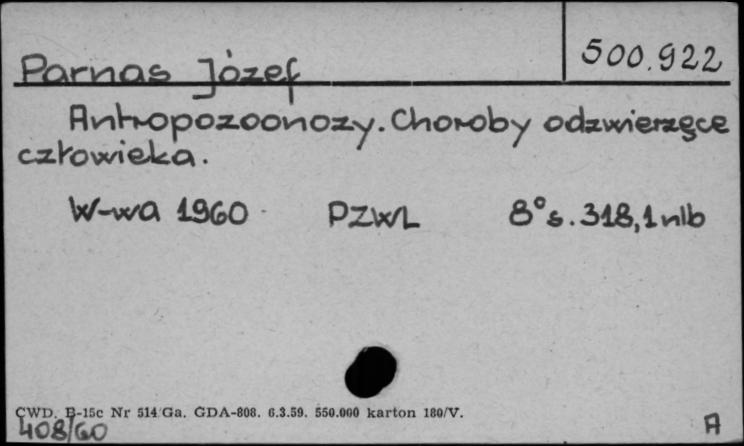 Parnas Józef
500.922
Antropozoonozy. Choroby odzwierzęce
człowieka.
W-wa 1960 PZWL 8° s. 318, 1 nlb
CWD. B-15c Nr 514 Ga. GDA-808. 6.3.59. 550.000 karton 180/V.
408/60
A